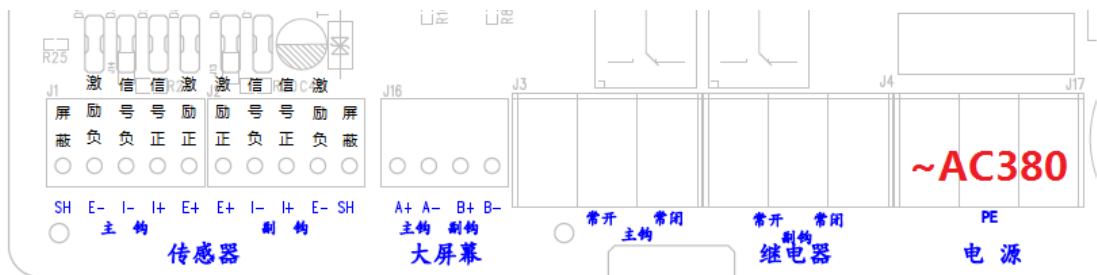 R25
J1
J2
J16
J3
J4
J17
屏蔽 激励负 信号负 信号正 激励正 激励正 信号负 信号正 激励负 屏蔽
~AC380
SH E- I- I+ E+ E+ I- I+ E- SH
A+ A- B+ B-
主钩 副钩
主钩 副钩
常开 常闭
主钩
常开 常闭
副钩
PE
传感器
大屏幕
继电器
电源